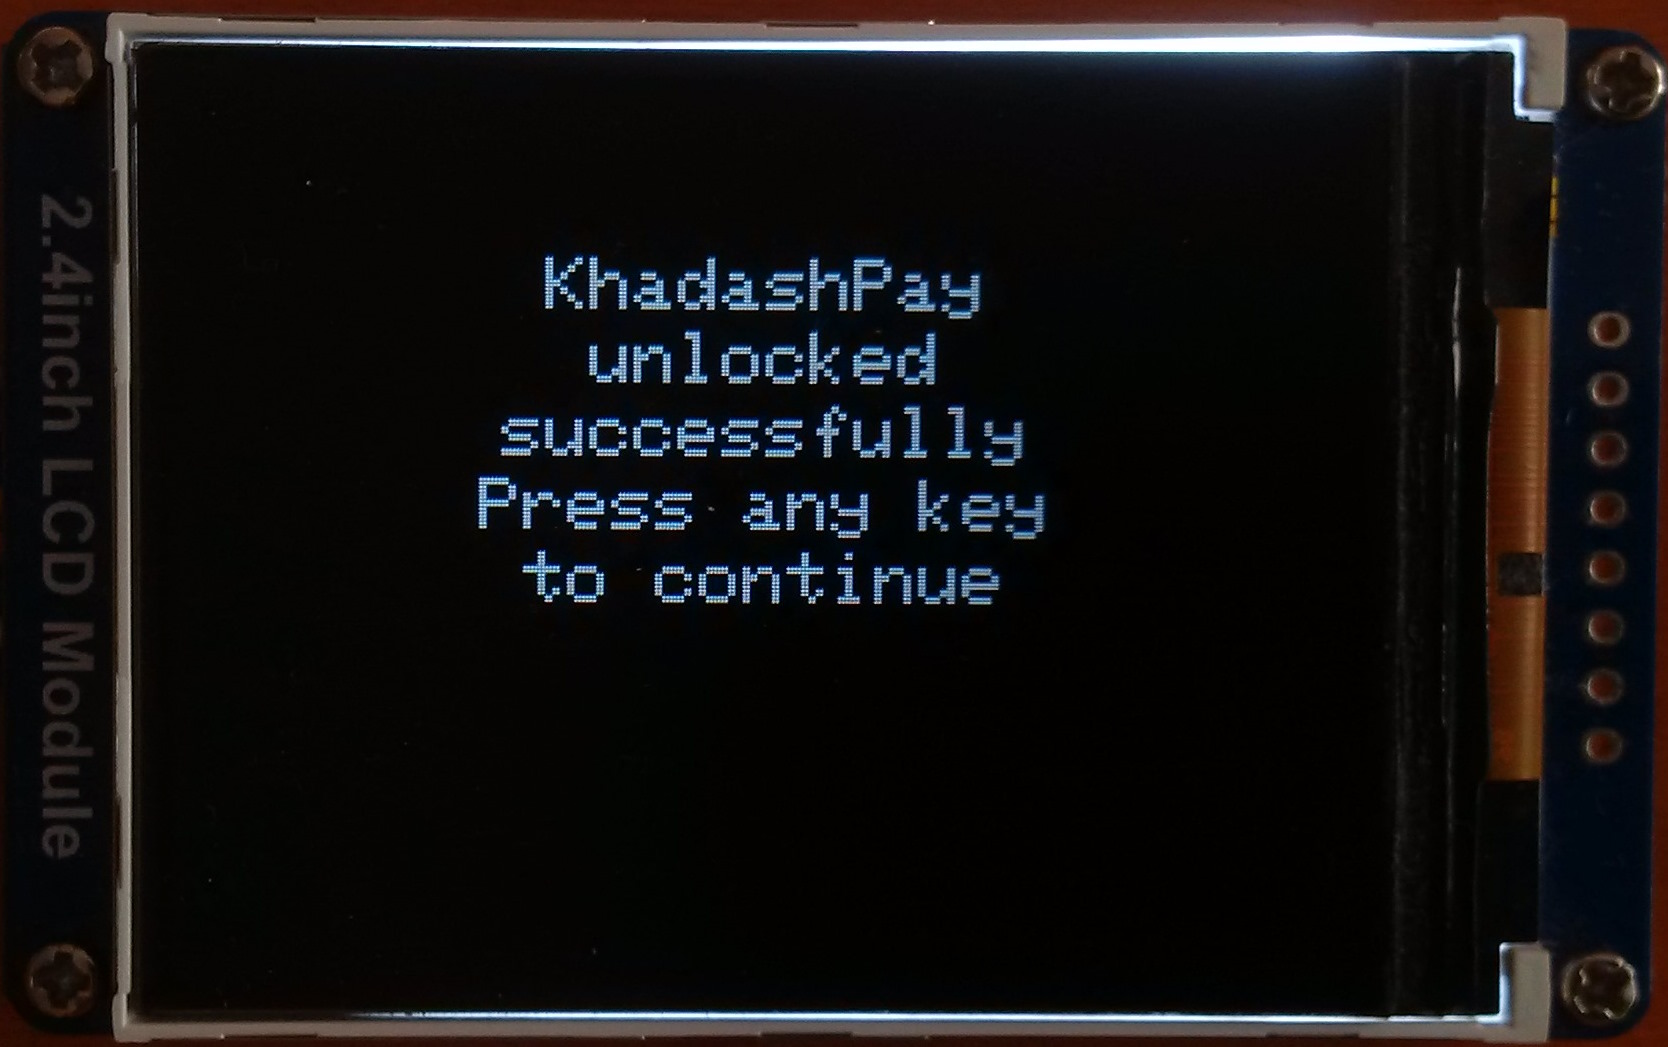 KhadashPay
unlocked
successfully
Press any key
to continue
2.4inch LCD Module